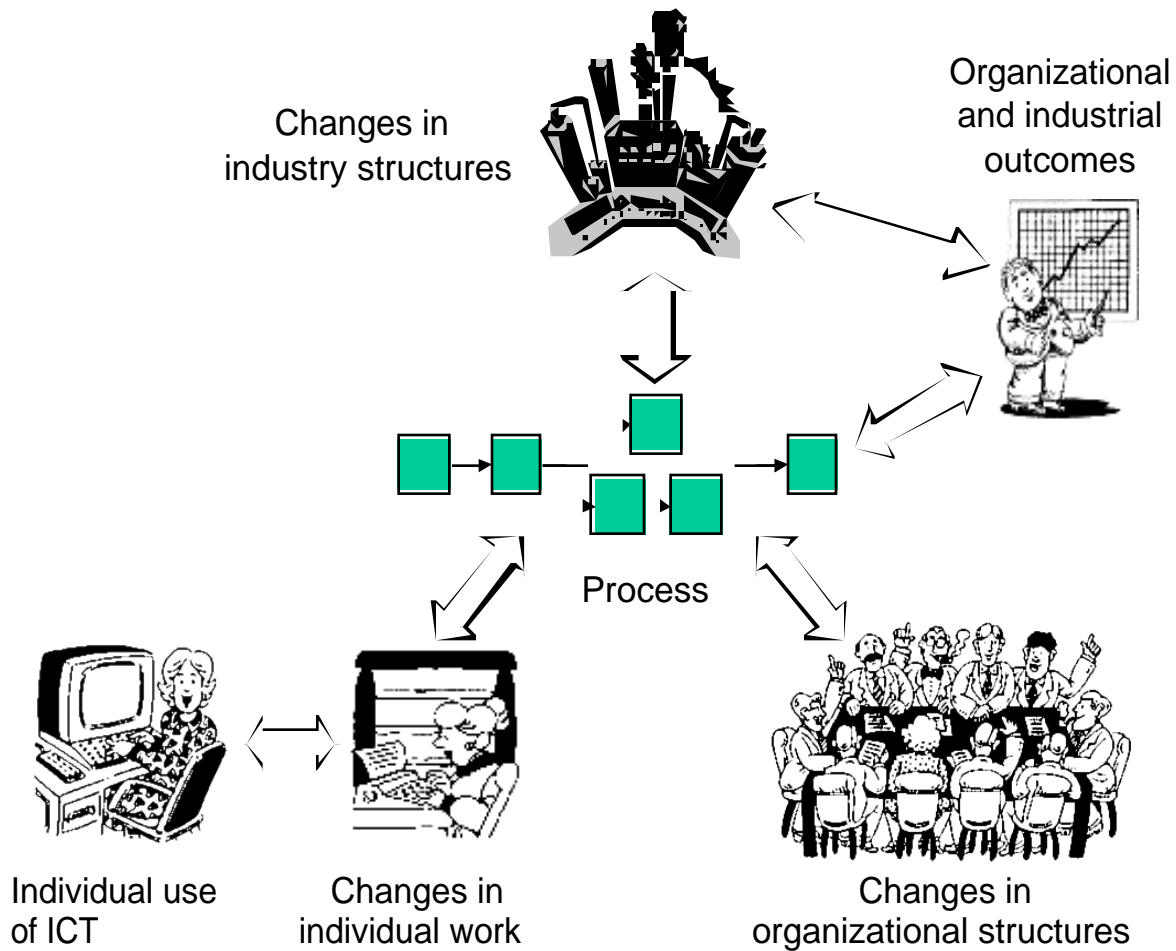 Organizational
and industrial
outcomes
Changes in
industry structures
Process
Individual use
of ICT
Changes in
individual work
Changes in
organizational structures